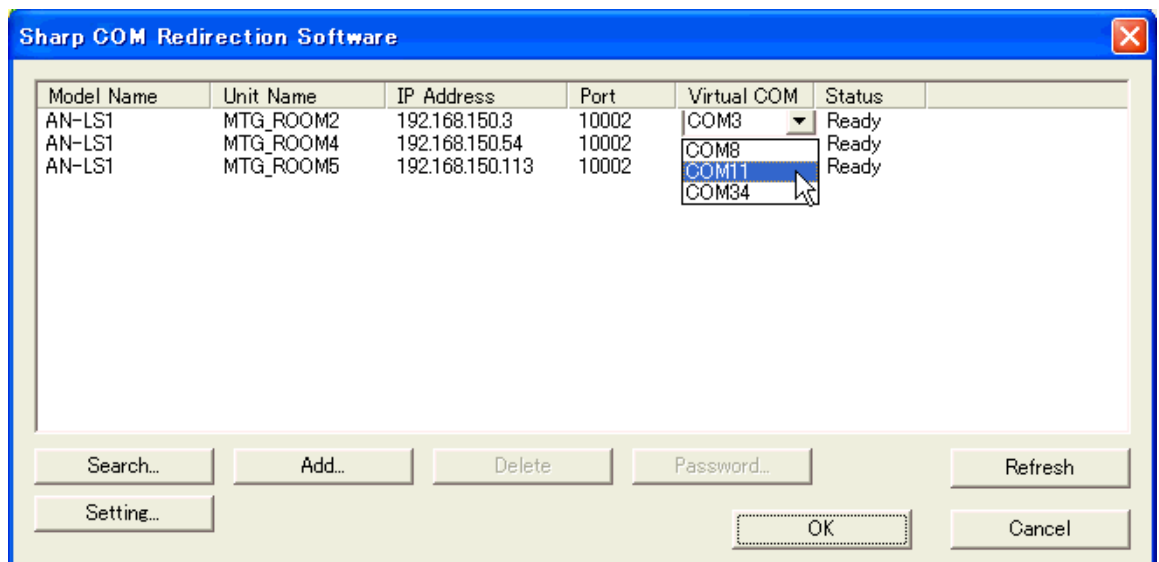 Sharp COM Redirection Software
Model Name Unit Name IP Address Port Virtual COM Status
AN-LS1 MTG_ROOM2 192.168.150.3 10002 COM3 Ready
AN-LS1 MTG_ROOM4 192.168.150.54 10002 COM8 Ready
AN-LS1 MTG_ROOM5 192.168.150.113 10002 COM11 Ready
COM34
Search... Add... Delete Password... Refresh
Setting... OK Cancel